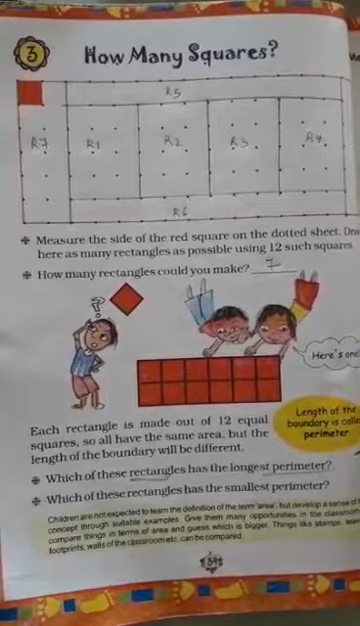 3
How Many Squares?
R5
R7
R1
R2
R3
R4
R6
Measure the side of the red square on the dotted sheet. Draw
here as many rectangles as possible using 12 such squares
How many rectangles could you make? 7
?
Here's one
Each rectangle is made out of 12 equal
squares, so all have the same area, but the
length of the boundary will be different.
Length of the
boundary is called
perimeter
Which of these rectangles has the longest perimeter?
Which of these rectangles has the smallest perimeter?
Children are not expected to learn the definition of the term 'area', but develop a sense of
concept through suitable examples. Give them many opportunities in the classroom
compare things in terms of area and guess which is bigger. Things like stamps,
footprints, walls of the classroom etc. can be compared